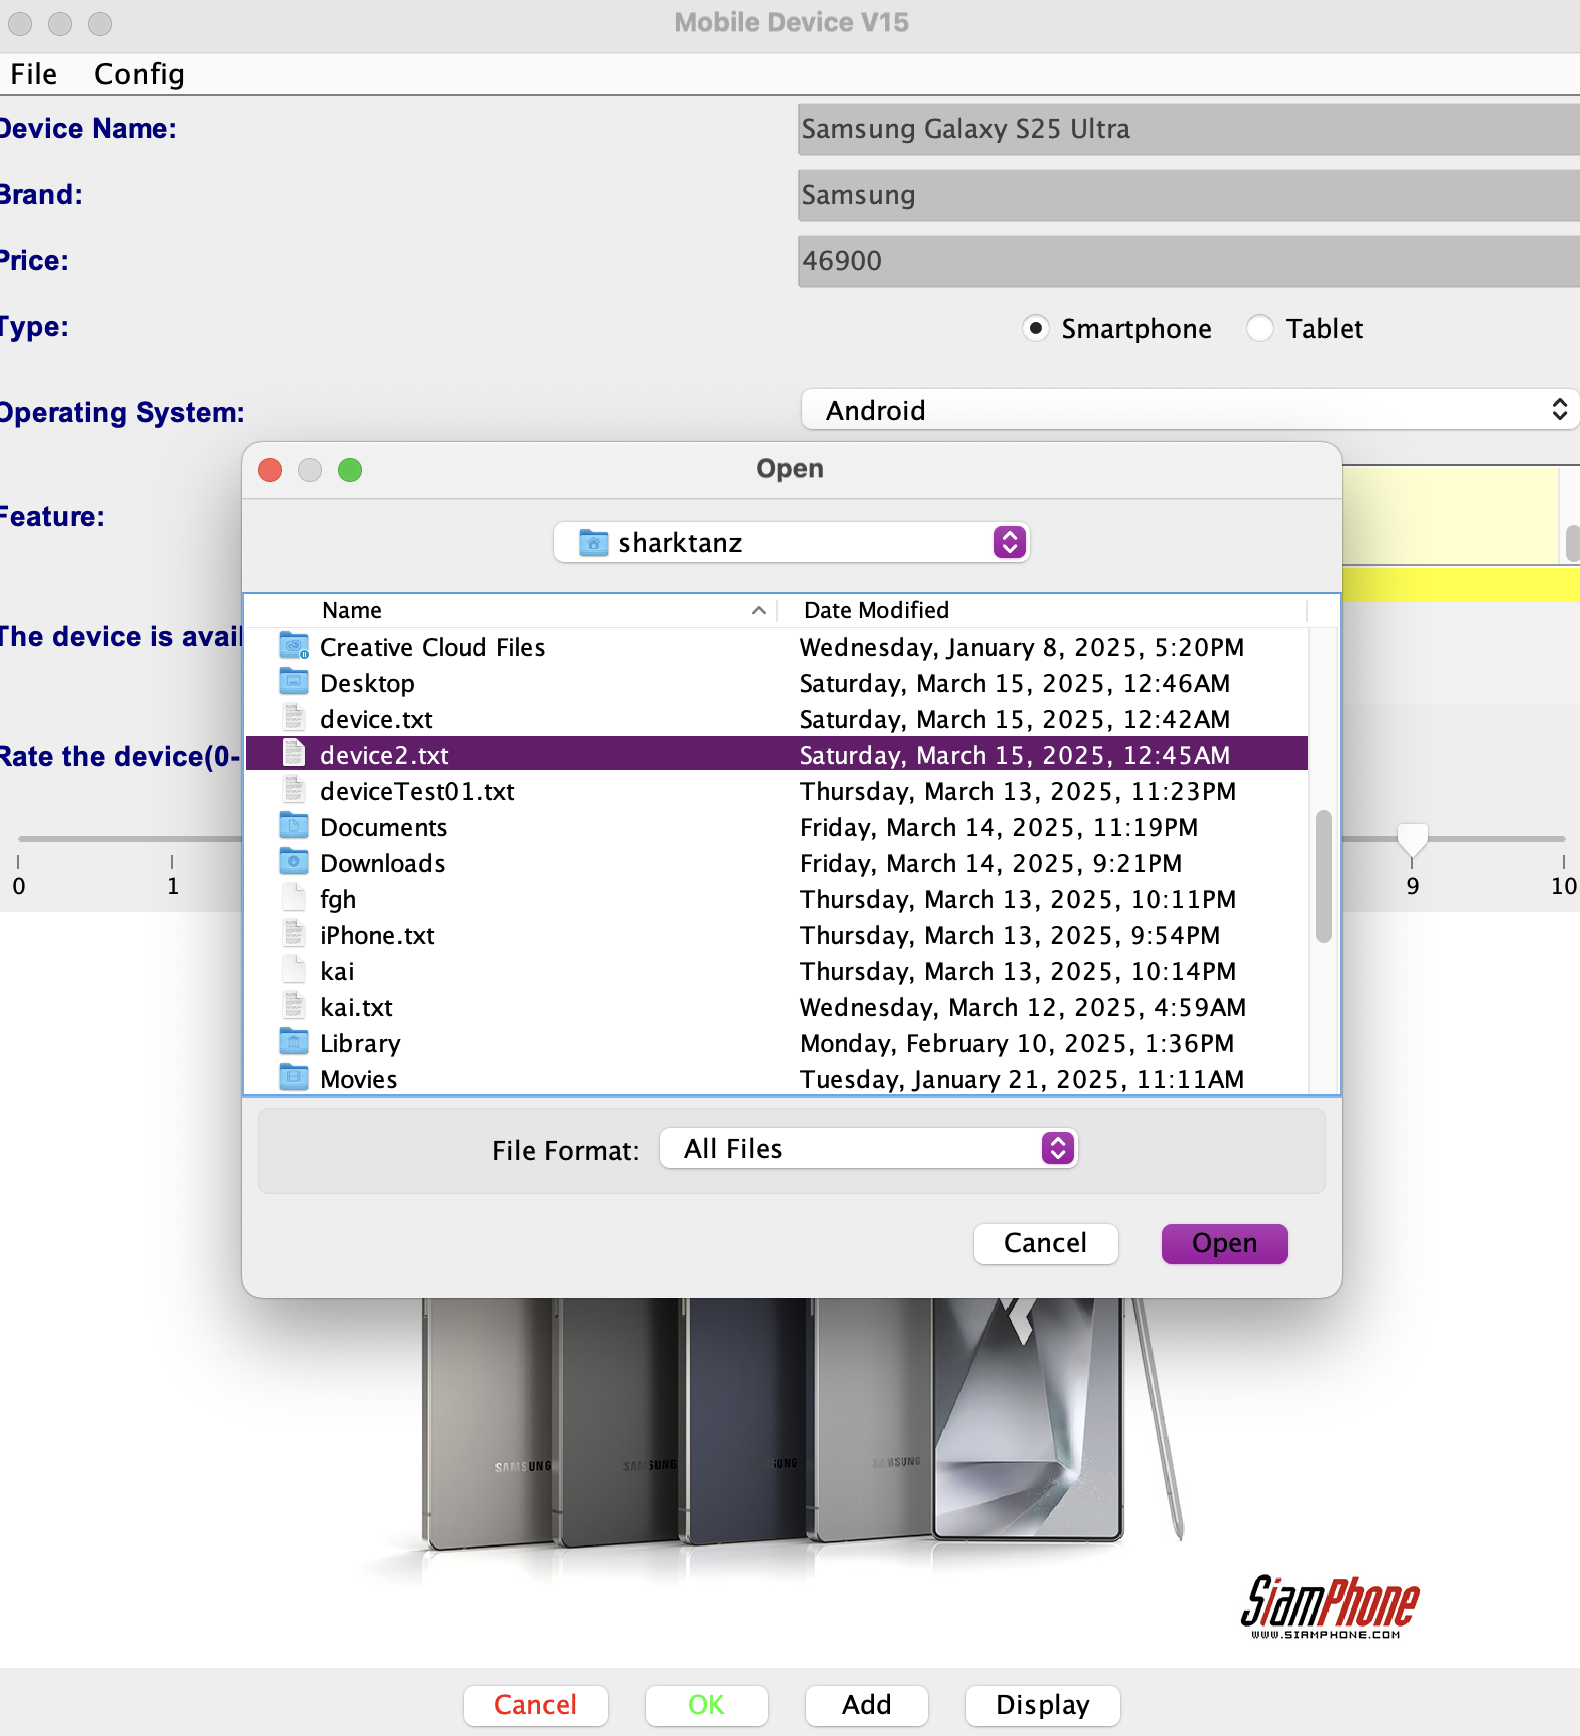 Mobile Device V15
File Config
Device Name: Samsung Galaxy S25 Ultra
Brand: Samsung
Price: 46900
Type: Smartphone Tablet
Operating System: Android
Feature:
The device is avail
Rate the device(0-
0 1 9 10
Open
sharktanz
Name Date Modified
Creative Cloud Files Wednesday, January 8, 2025, 5:20PM
Desktop Saturday, March 15, 2025, 12:46AM
device.txt Saturday, March 15, 2025, 12:42AM
device2.txt Saturday, March 15, 2025, 12:45AM
deviceTest01.txt Thursday, March 13, 2025, 11:23PM
Documents Friday, March 14, 2025, 11:19PM
Downloads Friday, March 14, 2025, 9:21PM
fgh Thursday, March 13, 2025, 10:11PM
iPhone.txt Thursday, March 13, 2025, 9:54PM
kai Thursday, March 13, 2025, 10:14PM
kai.txt Wednesday, March 12, 2025, 4:59AM
Library Monday, February 10, 2025, 1:36PM
Movies Tuesday, January 21, 2025, 11:11AM
File Format: All Files
Cancel Open
SAMSUNG SAMSUNG SUNG SAMSUNG
SiamPhone
WWW.SIAMPHONE.COM
Cancel OK Add Display